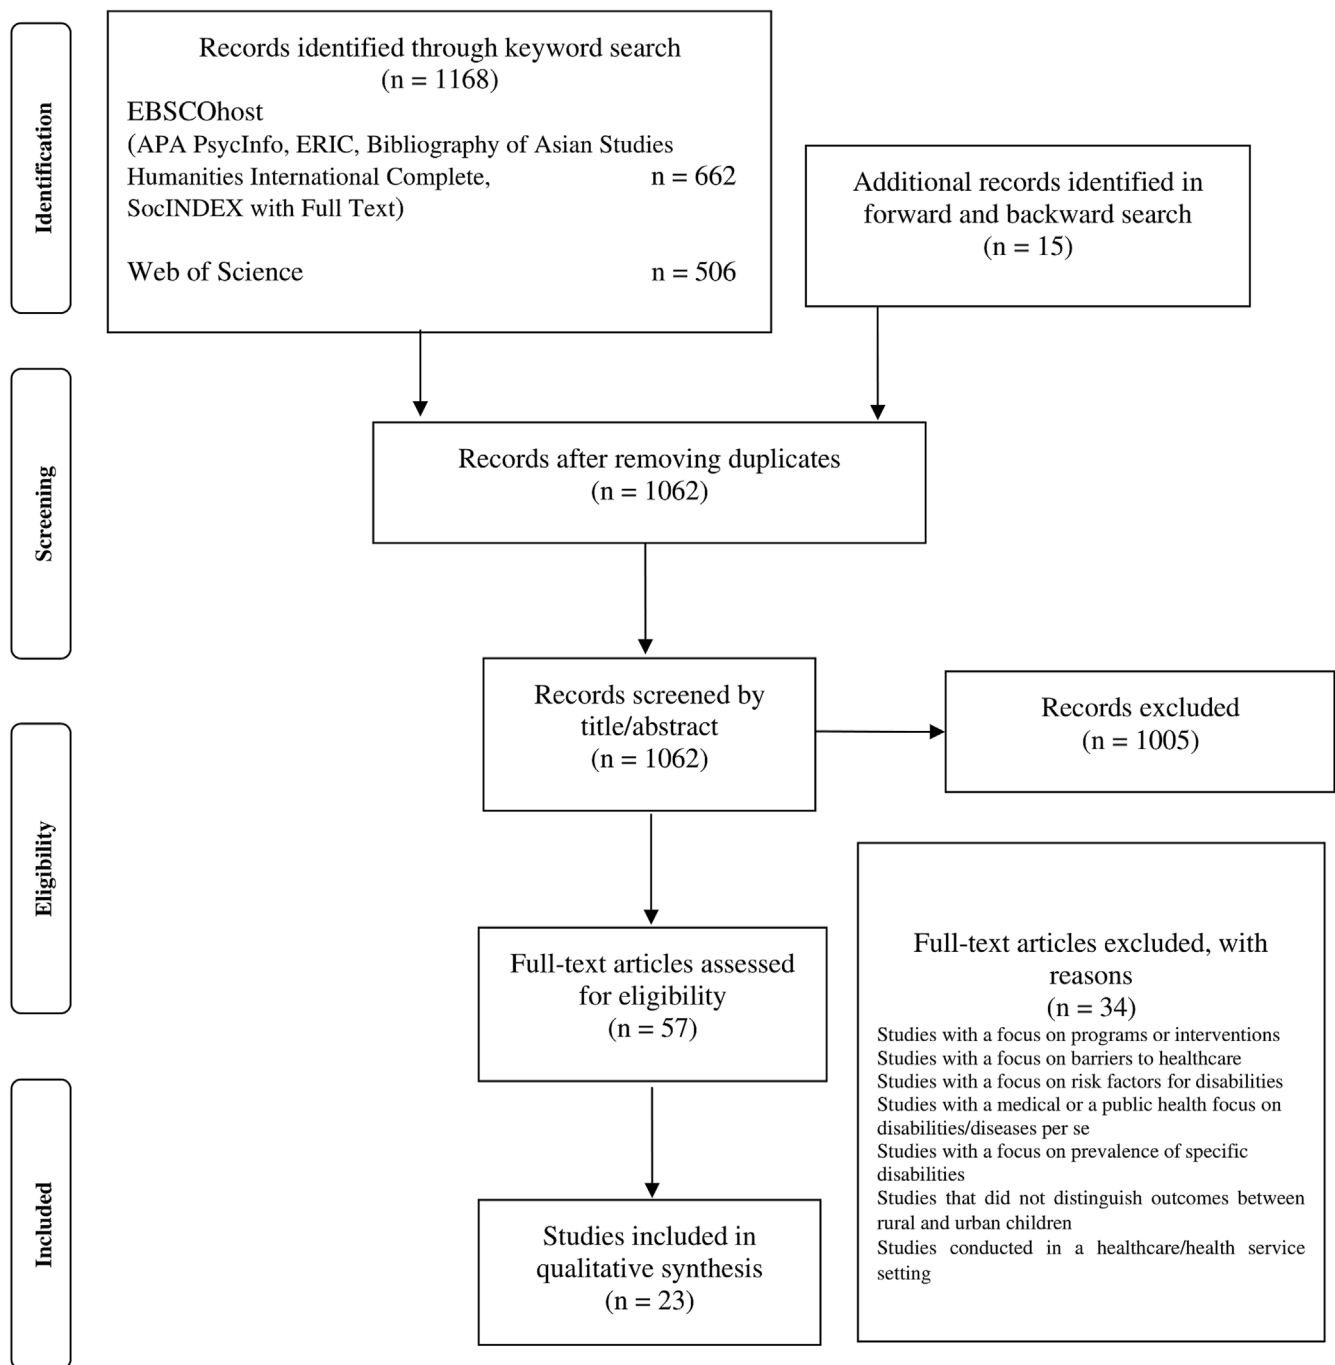 Identification
Records identified through keyword search
(n = 1168)
EBSCOhost
(APA PsycInfo, ERIC, Bibliography of Asian Studies
Humanities International Complete, n = 662
SocINDEX with Full Text)
Web of Science n = 506
Additional records identified in
forward and backward search
(n = 15)
Screening
Records after removing duplicates
(n = 1062)
Records screened by
title/abstract
(n = 1062)
Records excluded
(n = 1005)
Eligibility
Full-text articles assessed
for eligibility
(n = 57)
Full-text articles excluded, with
reasons
(n = 34)
Studies with a focus on programs or interventions
Studies with a focus on barriers to healthcare
Studies with a focus on risk factors for disabilities
Studies with a medical or a public health focus on
disabilities/diseases per se
Studies with a focus on prevalence of specific
disabilities
Studies that did not distinguish outcomes between
rural and urban children
Studies conducted in a healthcare/health service
setting
Included
Studies included in
qualitative synthesis
(n = 23)